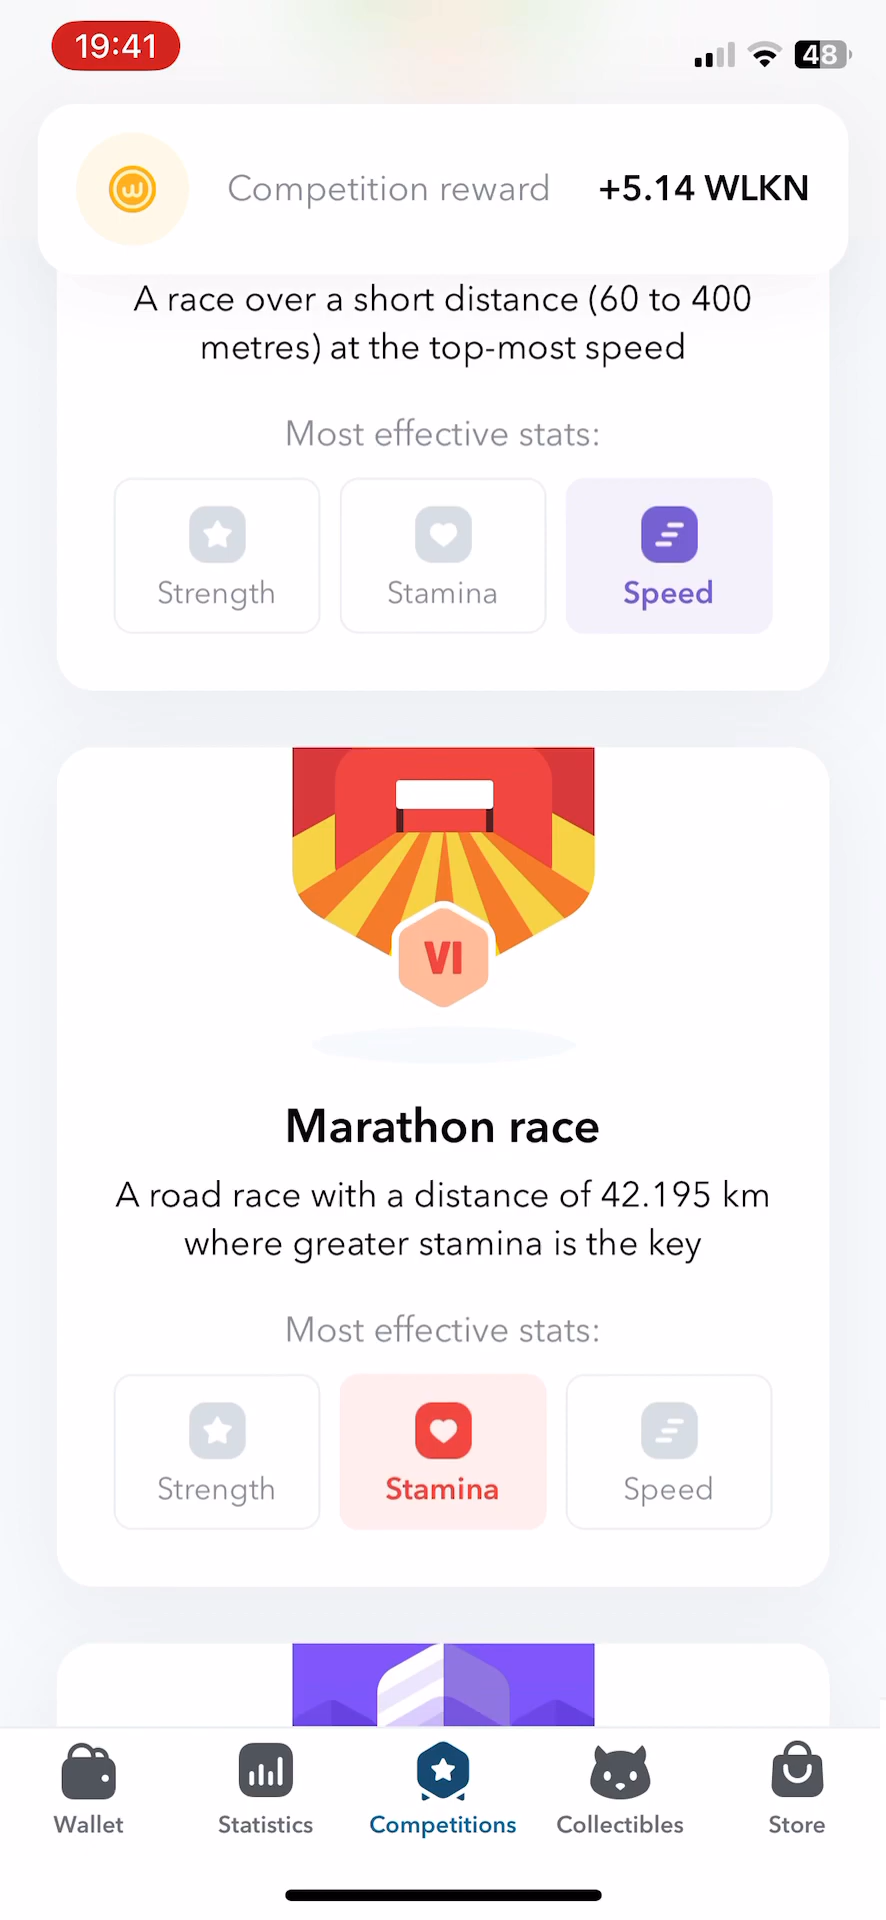 19:41
48
Competition reward +5.14 WLKN
A race over a short distance (60 to 400
metres) at the top-most speed
Most effective stats:
Strength Stamina Speed
VI
Marathon race
A road race with a distance of 42.195 km
where greater stamina is the key
Most effective stats:
Strength Stamina Speed
Wallet Statistics Competitions Collectibles Store